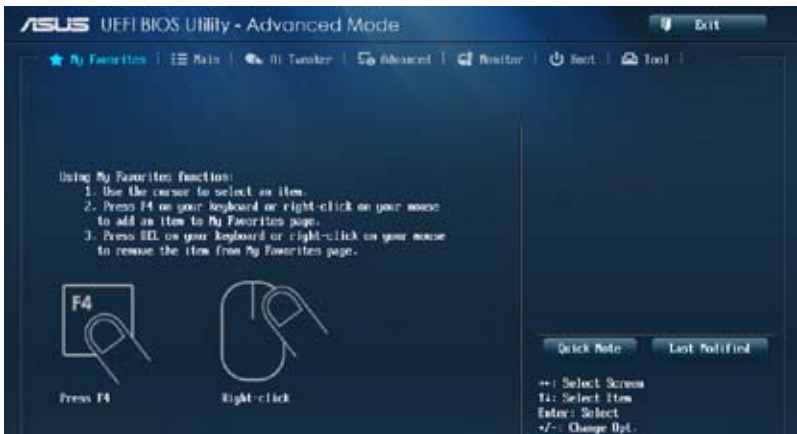 ASUS UEFI BIOS Utility - Advanced Mode
Exit
My Favorites
Main
Ai Tweaker
Advanced
Monitor
Boot
Tool
Using My Favorites function:
1. Use the cursor to select an item.
2. Press F4 on your keyboard or right-click on your mouse
to add an item to My Favorites page.
3. Press DEL on your keyboard or right-click on your mouse
to remove the item from My Favorites page.
F4
Press F4
Right-click
Quick Note
Last Modified
→←: Select Screen
↑↓: Select Item
Enter: Select
+/-: Change Opt.